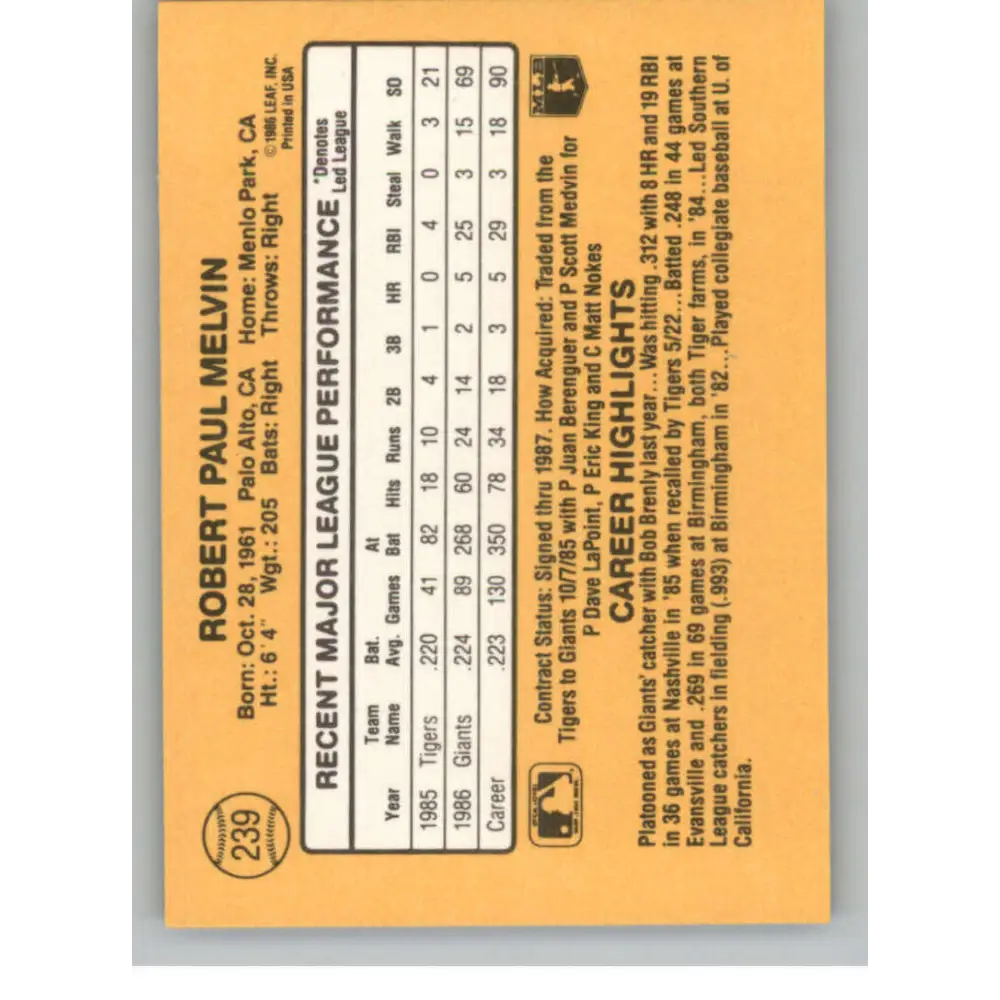 239
ROBERT PAUL MELVIN
Born: Oct. 28, 1961 Palo Alto, CA Home: Menlo Park, CA
Ht.: 6'4" Wgt.: 205 Bats: Right Throws: Right
©1986 LEAF, INC.
Printed in USA
RECENT MAJOR LEAGUE PERFORMANCE
*Denotes
Led League
Year Team Name Bat. Avg. Games At Bat Hits Runs 2B 3B HR RBI Steal Walk SO
1985 Tigers .220 41 82 18 10 4 1 0 4 0 3 21
1986 Giants .224 89 268 60 24 14 2 5 25 3 15 69
Career .223 130 350 78 34 18 3 5 29 3 18 90
Contract Status: Signed thru 1987. How Acquired: Traded from the
Tigers to Giants 10/7/85 with P Juan Berenguer and P Scott Medvin for
P Dave LaPoint, P Eric King and C Matt Nokes
MLB
CAREER HIGHLIGHTS
Platooned as Giants' catcher with Bob Brenly last year...Was hitting .312 with 8 HR and 19 RBI
in 36 games at Nashville in '85 when recalled by Tigers 5/22...Batted .248 in 44 games at
Evansville and .269 in 69 games at Birmingham, both Tiger farms, in '84...Led Southern
League catchers in fielding (.993) at Birmingham in '82...Played collegiate baseball at U. of
California.